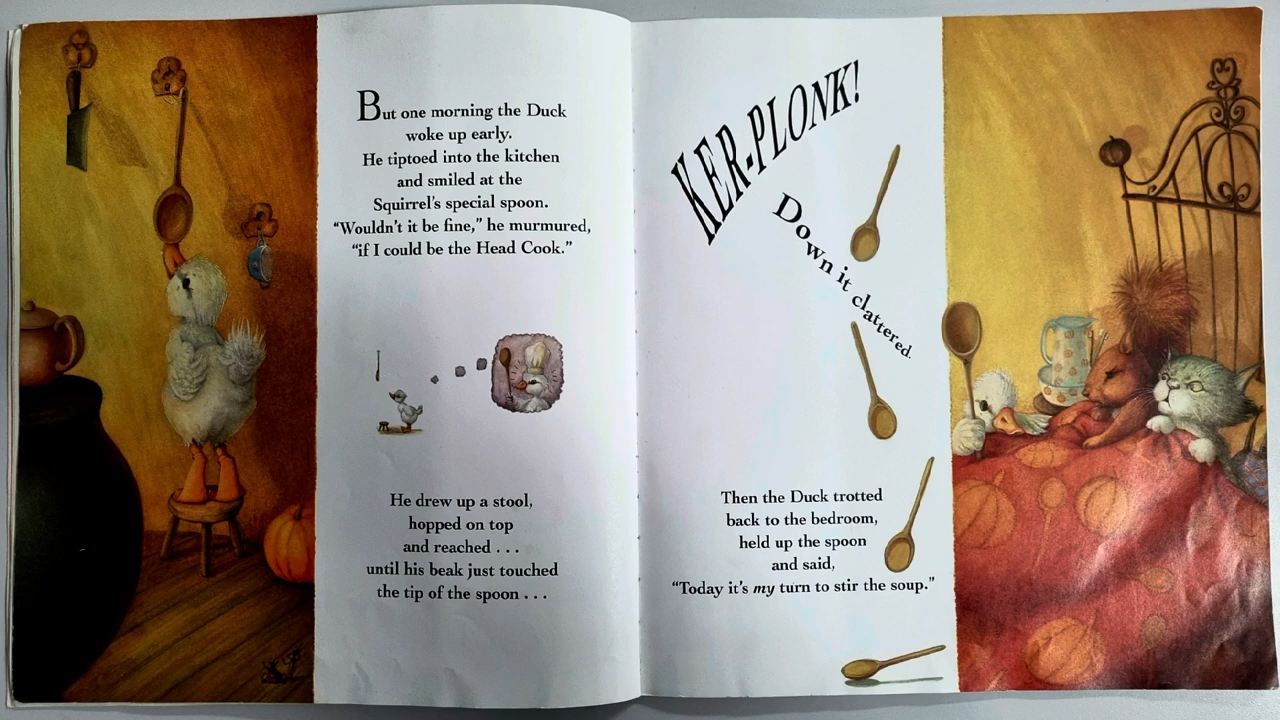 But one morning the Duck
woke up early.
He tiptoed into the kitchen
and smiled at the
Squirrel's special spoon.
“Wouldn't it be fine,” he murmured,
“if I could be the Head Cook.”
He drew up a stool,
hopped on top
and reached . . .
until his beak just touched
the tip of the spoon . . .
KER-PLONK!
Down it clattered.
Then the Duck trotted
back to the bedroom,
held up the spoon
and said,
“Today it's my turn to stir the soup.”